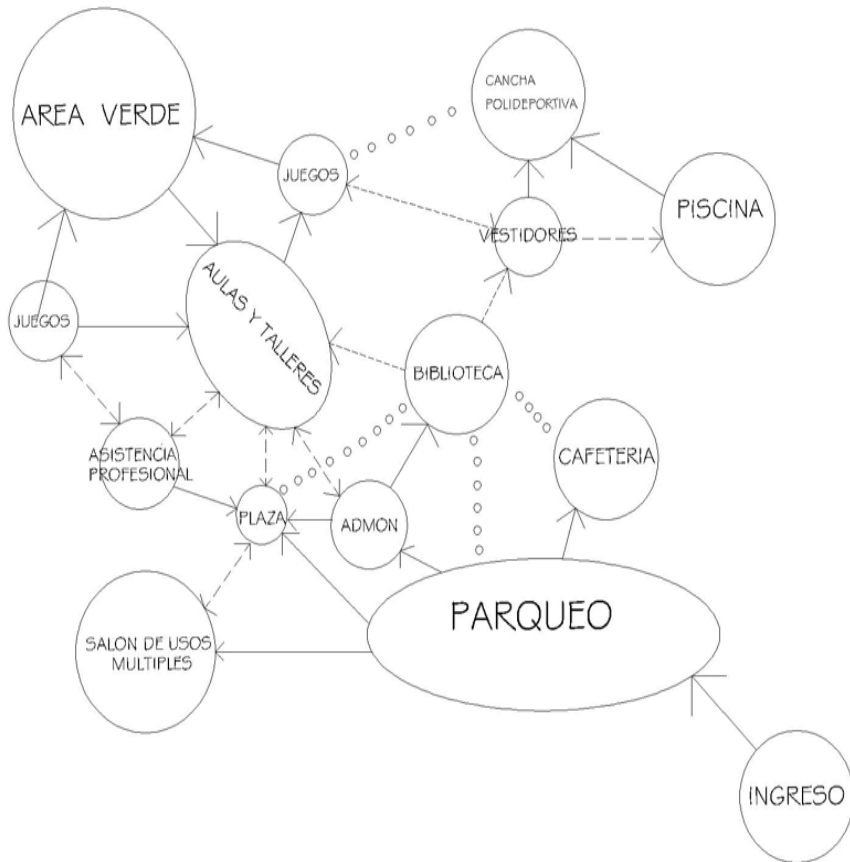 AREA VERDE
CANCHA
POLIDEPORTIVA
JUEGOS
PISCINA
VESTIDORES
JUEGOS
AULAS Y TALLERES
BIBLIOTECA
ASISTENCIA
PROFESIONAL
CAFETERIA
PLAZA
ADMON
PARQUEO
SALON DE USOS
MULTIPLES
INGRESO